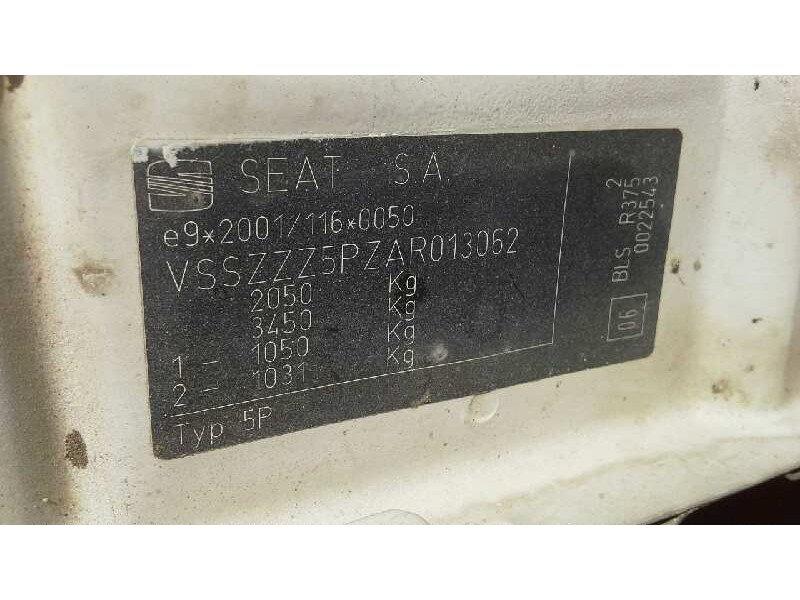 SEAT S.A.
e9*2001/116*0050
VSSZZZ5PZAR013062
2050 Kg
3450 Kg
1 - 1050 Kg
2 - 1031 Kg
Typ 5P
06 BLS R375 2
0022543